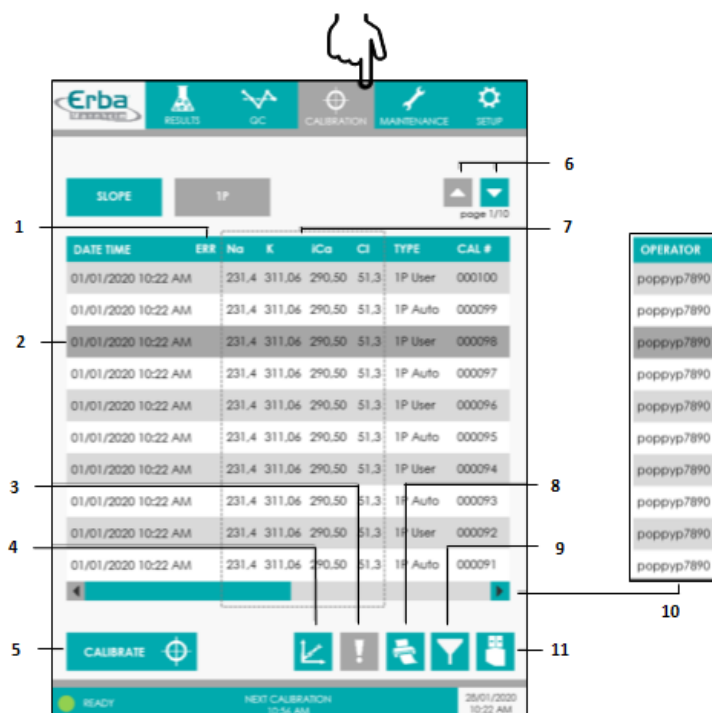 Erba
Mannheim
RESULTS
QC
CALIBRATION
MAINTENANCE
SETUP
6
SLOPE
1P
page 1/10
1
7
DATE TIME ERR Na K iCa Cl TYPE CAL #
01/01/2020 10:22 AM 231,4 311,06 290,50 51,3 1P User 000100
01/01/2020 10:22 AM 231,4 311,06 290,50 51,3 1P Auto 000099
2
01/01/2020 10:22 AM 231,4 311,06 290,50 51,3 1P User 000098
01/01/2020 10:22 AM 231,4 311,06 290,50 51,3 1P Auto 000097
01/01/2020 10:22 AM 231,4 311,06 290,50 51,3 1P User 000096
01/01/2020 10:22 AM 231,4 311,06 290,50 51,3 1P Auto 000095
01/01/2020 10:22 AM 231,4 311,06 290,50 51,3 1P User 000094
3
8
01/01/2020 10:22 AM 231,4 311,06 290,50 51,3 1P Auto 000093
01/01/2020 10:22 AM 231,4 311,06 290,50 51,3 1P User 000092
4
9
01/01/2020 10:22 AM 231,4 311,06 290,50 51,3 1P Auto 000091
OPERATOR
poppyp7890
poppyp7890
poppyp7890
poppyp7890
poppyp7890
poppyp7890
poppyp7890
poppyp7890
poppyp7890
poppyp7890
10
5
CALIBRATE
11
READY
NEXT CALIBRATION
10:56 AM
28/01/2020
10:22 AM